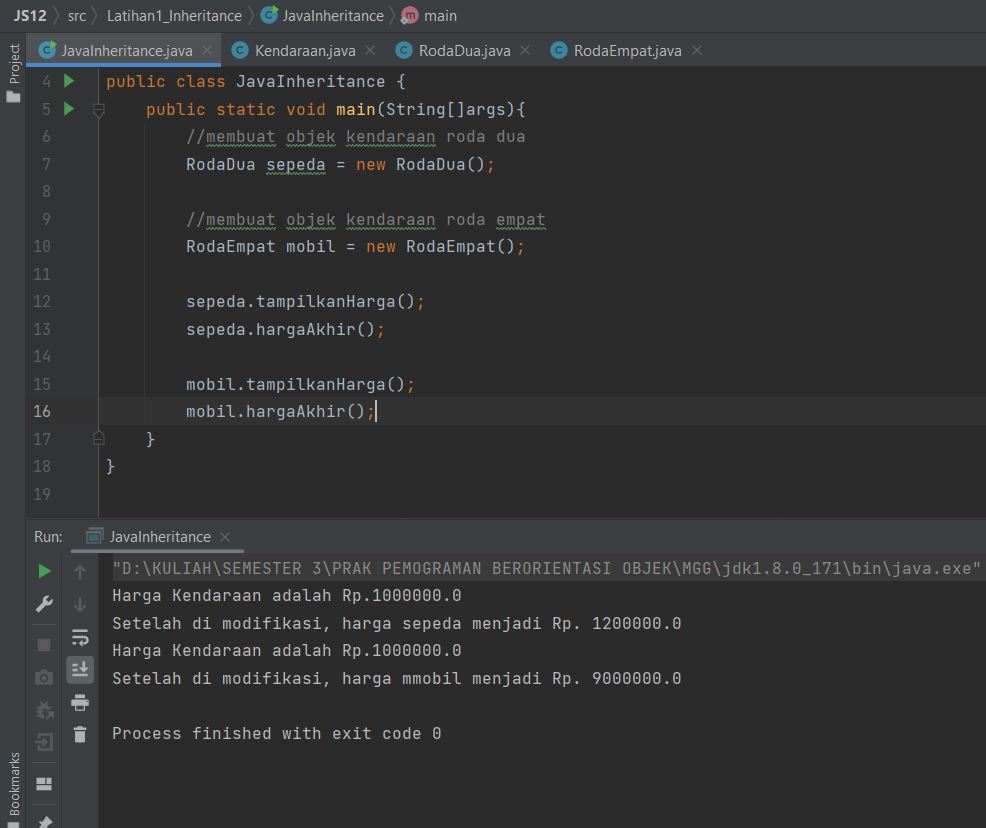 JS12 src Latihan1_Inheritance JavaInheritance main
Project
JavaInheritance.java Kendaraan.java RodaDua.java RodaEmpat.java
4 public class JavaInheritance {
5 public static void main(String[]args){
6 //membuat objek kendaraan roda dua
7 RodaDua sepeda = new RodaDua();
8
9 //membuat objek kendaraan roda empat
10 RodaEmpat mobil = new RodaEmpat();
11
12 sepeda.tampilkanHarga();
13 sepeda.hargaAkhir();
14
15 mobil.tampilkanHarga();
16 mobil.hargaAkhir();
17 }
18 }
19
Run: JavaInheritance
"D:\KULIAH\SEMESTER 3\PRAK PEMOGRAMAN BERORIENTASI OBJEK\MGG\jdk1.8.0_171\bin\java.exe"
Harga Kendaraan adalah Rp.1000000.0
Setelah di modifikasi, harga sepeda menjadi Rp. 1200000.0
Harga Kendaraan adalah Rp.1000000.0
Setelah di modifikasi, harga mmobil menjadi Rp. 9000000.0
Process finished with exit code 0
Bookmarks